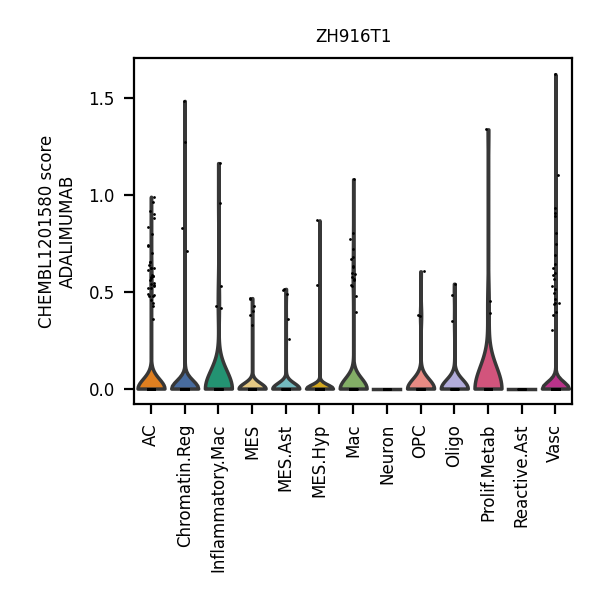 ZH916T1
CHEMBL1201580 score
ADALIMUMAB
1.5
1.0
0.5
0.0
AC
Chromatin.Reg
Inflammatory.Mac
MES
MES.Ast
MES.Hyp
Mac
Neuron
OPC
Oligo
Prolif.Metab
Reactive.Ast
Vasc